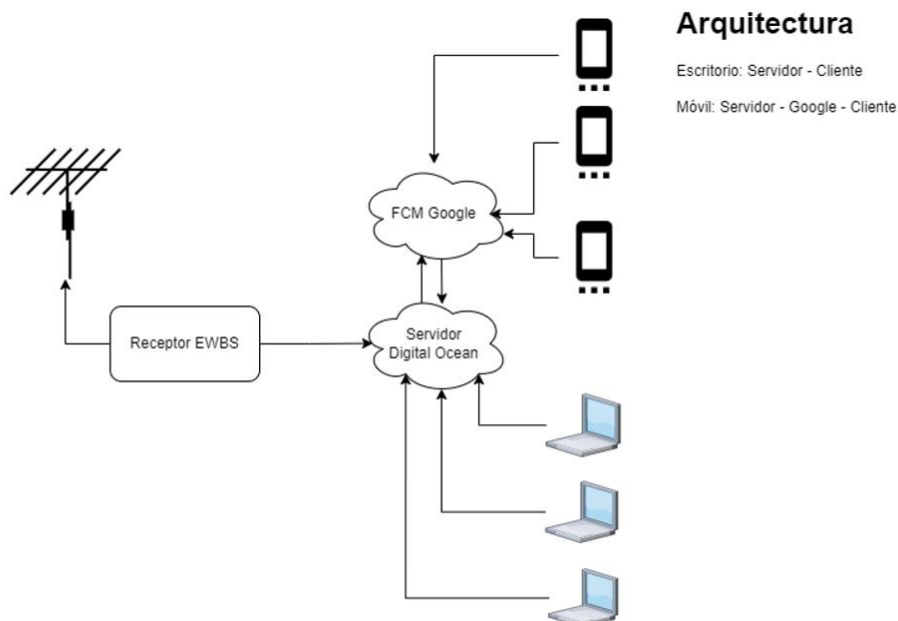 Arquitectura
Escritorio: Servidor - Cliente
Móvil: Servidor - Google - Cliente
FCM Google
Receptor EWBS
Servidor
Digital Ocean